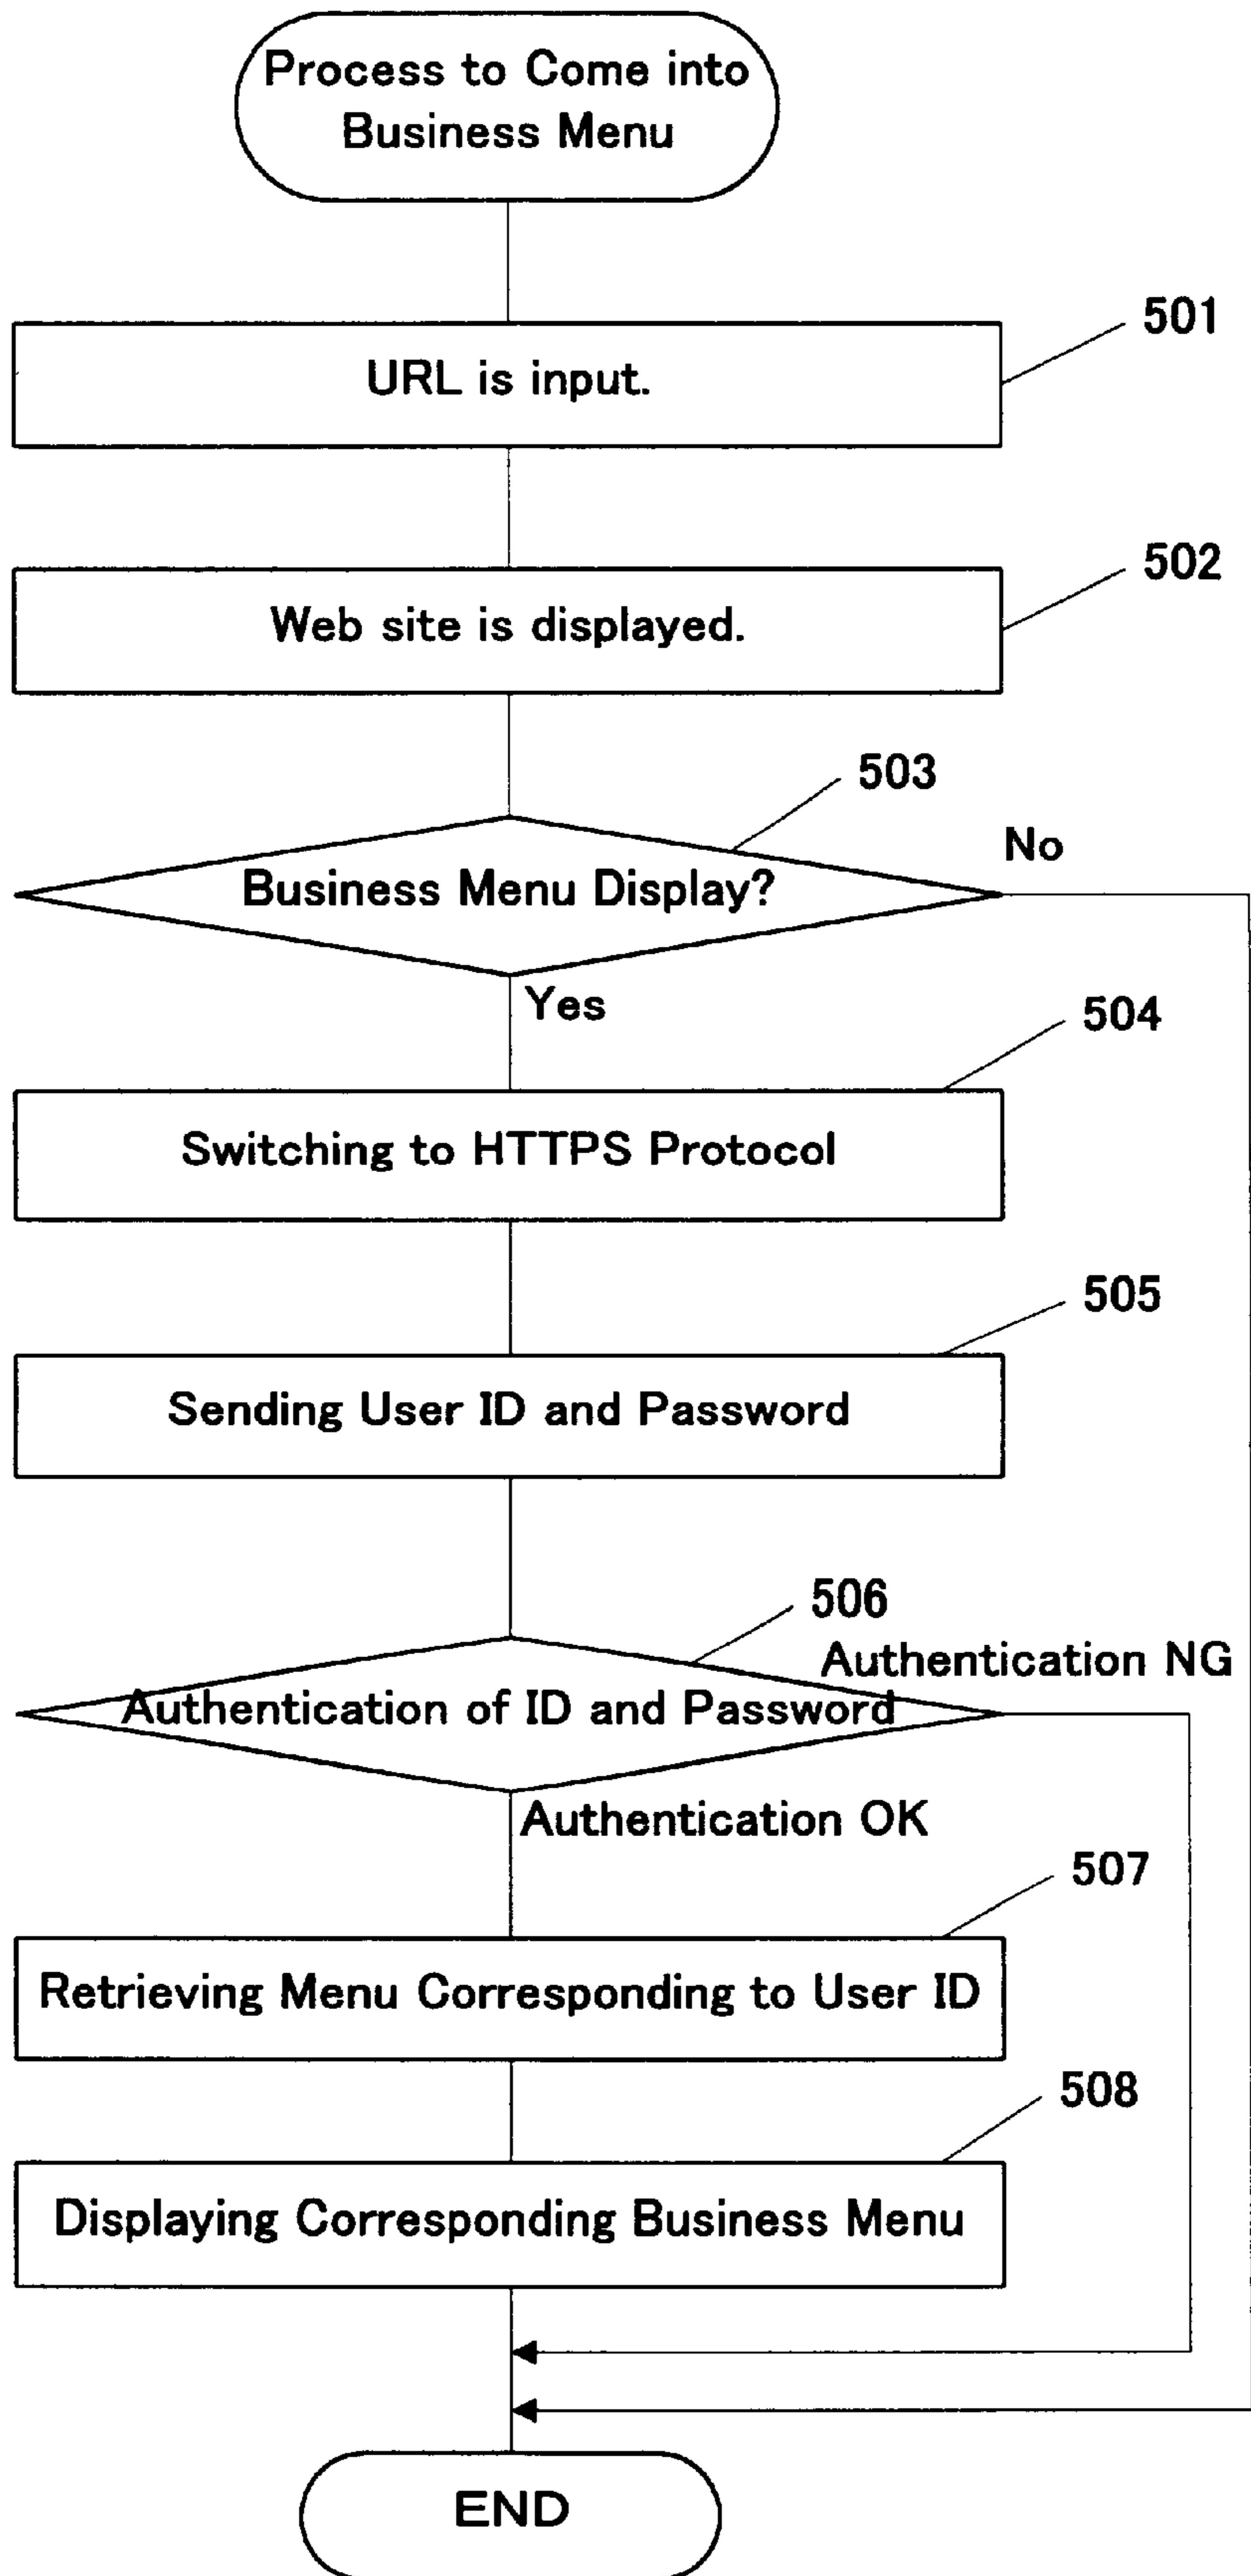 Process to Come into
Business Menu
501
URL is input.
502
Web site is displayed.
503
No
Business Menu Display?
Yes
504
Switching to HTTPS Protocol
505
Sending User ID and Password
506
Authentication NG
Authentication of ID and Password
Authentication OK
507
Retrieving Menu Corresponding to User ID
508
Displaying Corresponding Business Menu
END